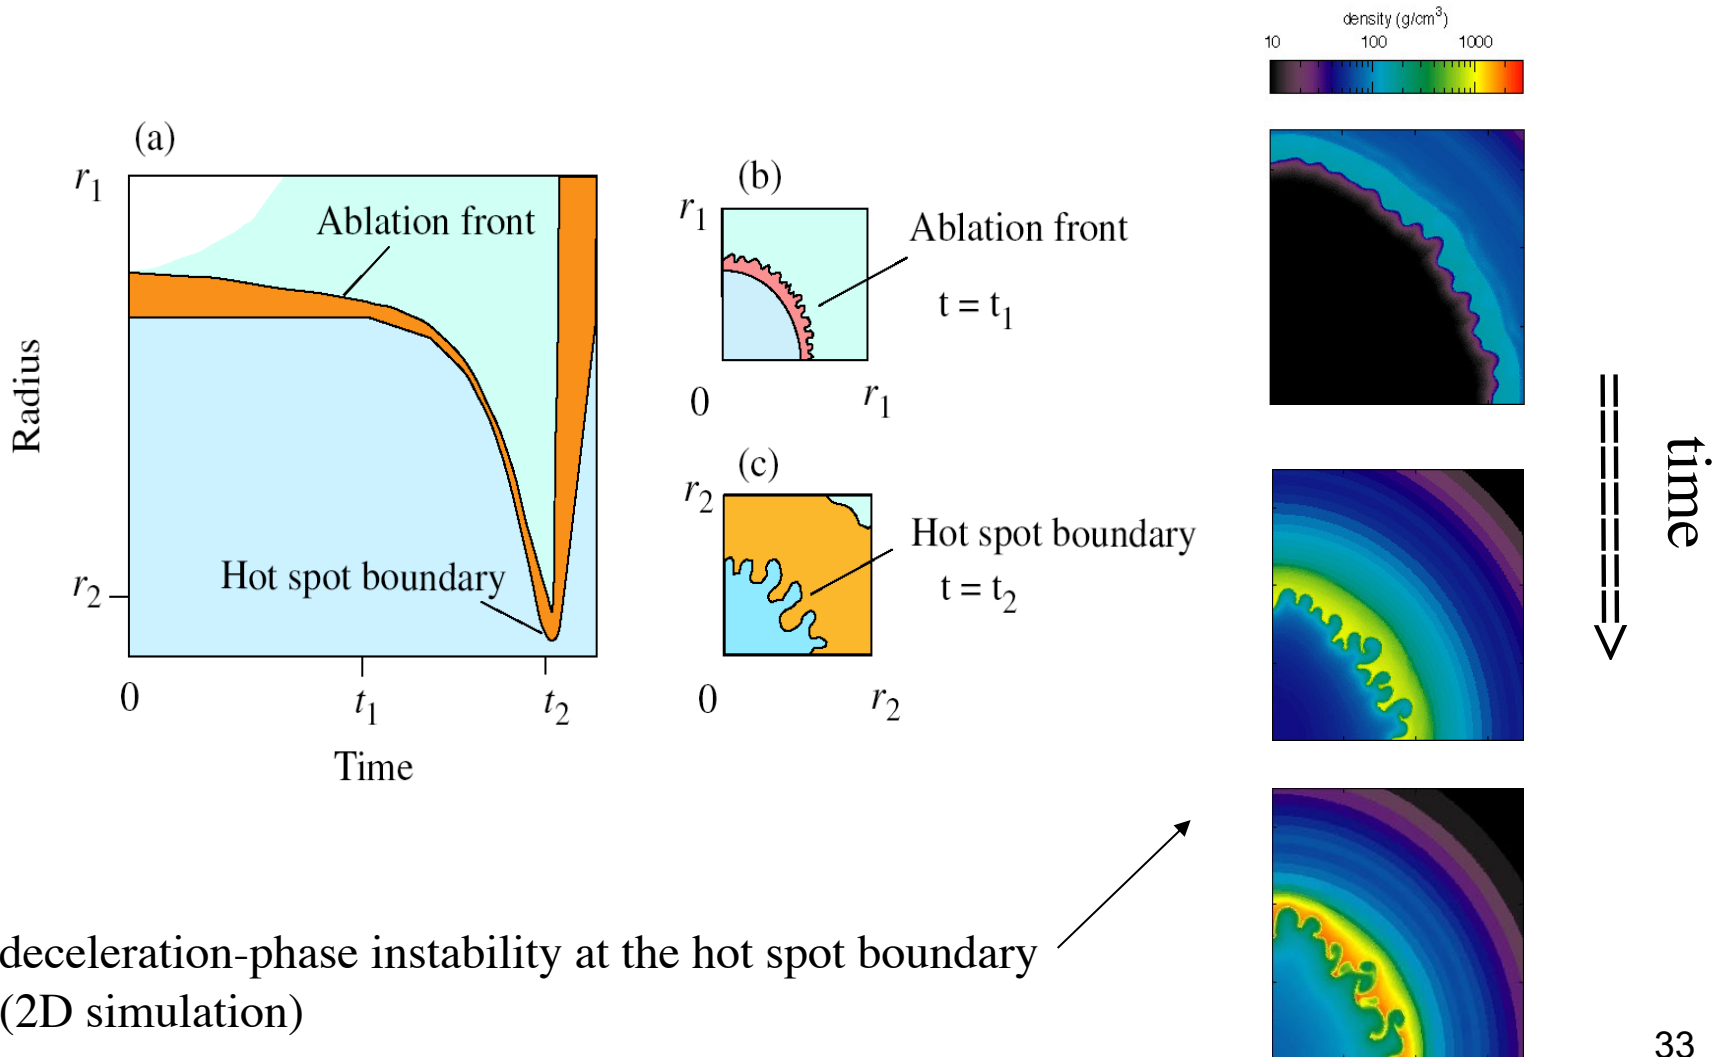 density (g/cm³)
10 100 1000
(a)
r₁
Ablation front
Radius
Hot spot boundary
r₂
0 t₁ t₂
Time
(b)
r₁
Ablation front
t = t₁
0 r₁
(c)
r₂
Hot spot boundary
t = t₂
0 r₂
time
deceleration-phase instability at the hot spot boundary
(2D simulation)
33